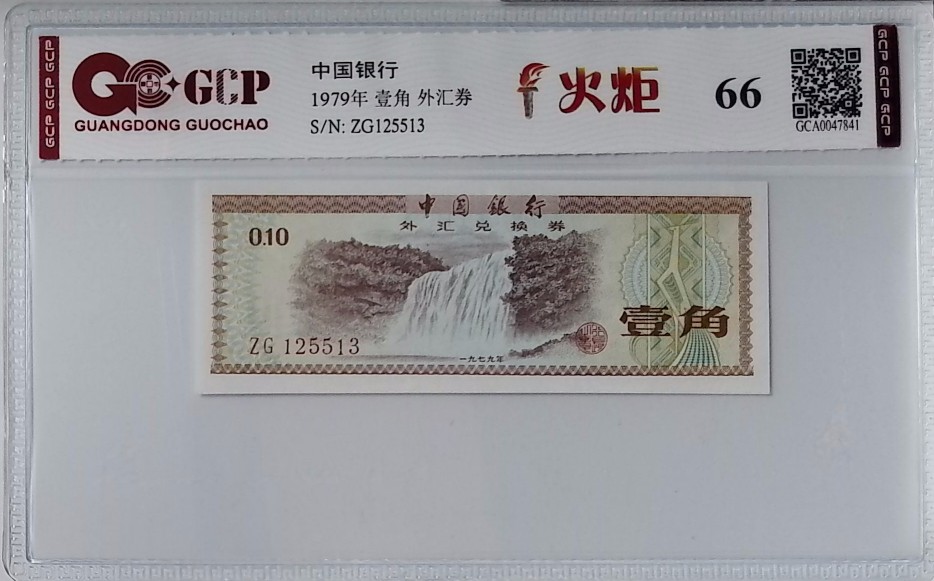 GCP GCP GCP
GCP
GUANGDONG GUOCHAO
中国银行
1979年 壹角 外汇券
S/N: ZG125513
火炬
66
GCA0047841
GCP GCP GCP
中国银行
外汇兑换券
0.10
壹角
ZG 125513
一九七九年